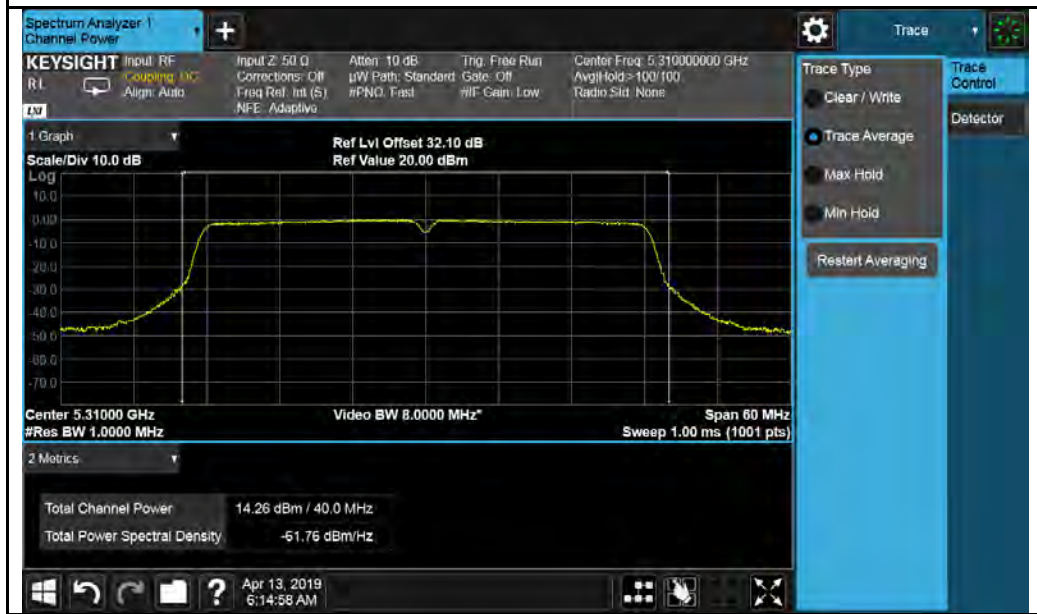 Spectrum Analyzer 1
Channel Power
+
Trace
KEYSIGHT
Input: RF
Coupling: DC
Align: Auto
RL
LXI
Input Z: 50 Ω
Corrections: Off
Freq Ref: Int (S)
NFE: Adaptive
Atten: 10 dB
µW Path: Standard
#PNO: Fast
Trig: Free Run
Gate: Off
#IF Gain: Low
Center Freq: 5.310000000 GHz
Avg|Hold:>100/100
Radio Std: None
Trace Type
Clear / Write
Trace Average
Max Hold
Min Hold
Restart Averaging
Trace
Control
Detector
1 Graph
Scale/Div 10.0 dB
Ref Lvl Offset 32.10 dB
Ref Value 20.00 dBm
Log
10.0
0.00
-10.0
-20.0
-30.0
-40.0
-50.0
-60.0
-70.0
Center 5.31000 GHz
#Res BW 1.0000 MHz
Video BW 8.0000 MHz*
Span 60 MHz
Sweep 1.00 ms (1001 pts)
2 Metrics
Total Channel Power
14.26 dBm / 40.0 MHz
Total Power Spectral Density
-61.76 dBm/Hz
?
Apr 13, 2019
6:14:58 AM